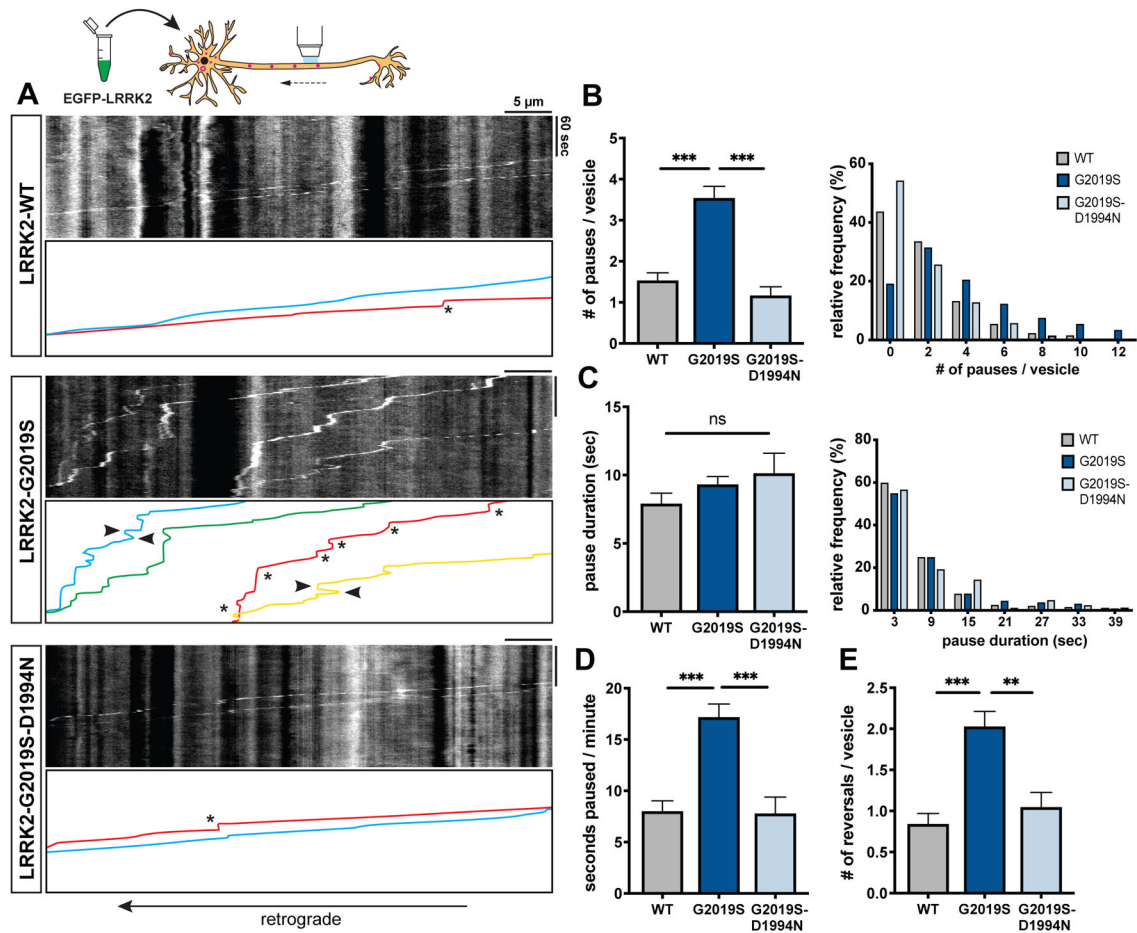 EGFP-LRRK2
A
5 µm
60 sec
LRRK2-WT
*
LRRK2-G2019S
*
*
*
*
*
*
LRRK2-G2019S-D1994N
*
retrograde
B
# of pauses / vesicle
5
4
3
2
1
0
***
***
WT
G2019S
G2019S-
D1994N
relative frequency (%)
60
40
20
0
WT
G2019S
G2019S-
D1994N
0 2 4 6 8 10 12
# of pauses / vesicle
C
pause duration (sec)
15
10
5
0
ns
WT
G2019S
G2019S-
D1994N
relative frequency (%)
80
60
40
20
0
WT
G2019S
G2019S-
D1994N
3 9 15 21 27 33 39
pause duration (sec)
D
seconds paused / minute
20
15
10
5
0
***
***
WT
G2019S
G2019S-
D1994N
E
# of reversals / vesicle
2.5
2.0
1.5
1.0
0.5
0.0
***
**
WT
G2019S
G2019S-
D1994N